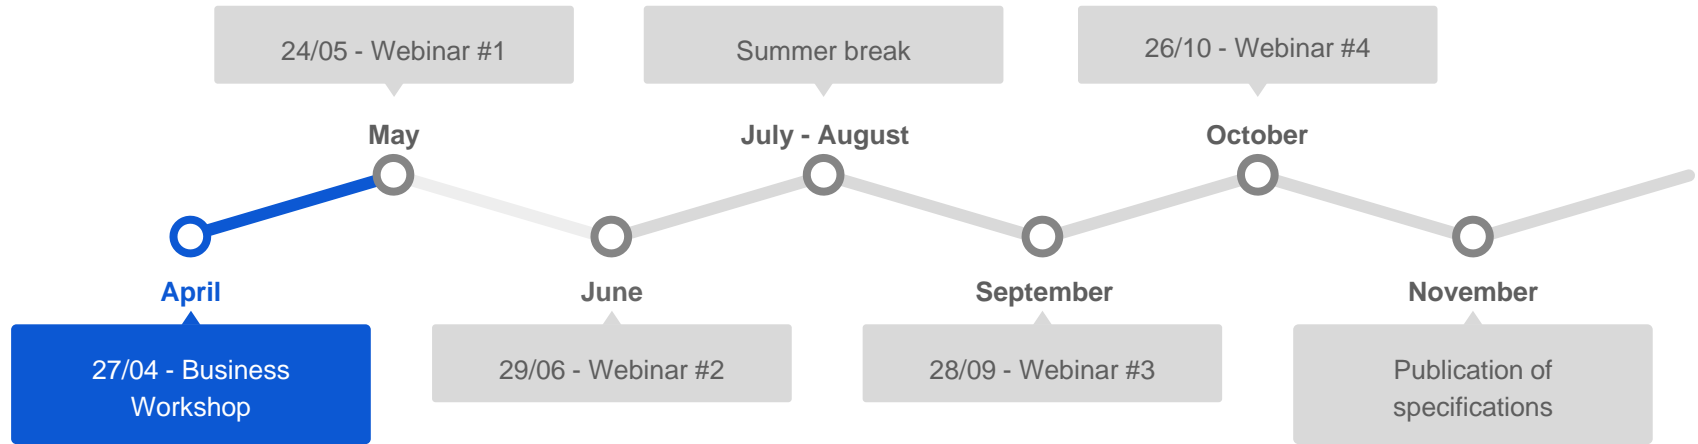 24/05 - Webinar #1
Summer break
26/10 - Webinar #4
May
July - August
October
April
June
September
November
27/04 - Business
Workshop
29/06 - Webinar #2
28/09 - Webinar #3
Publication of
specifications